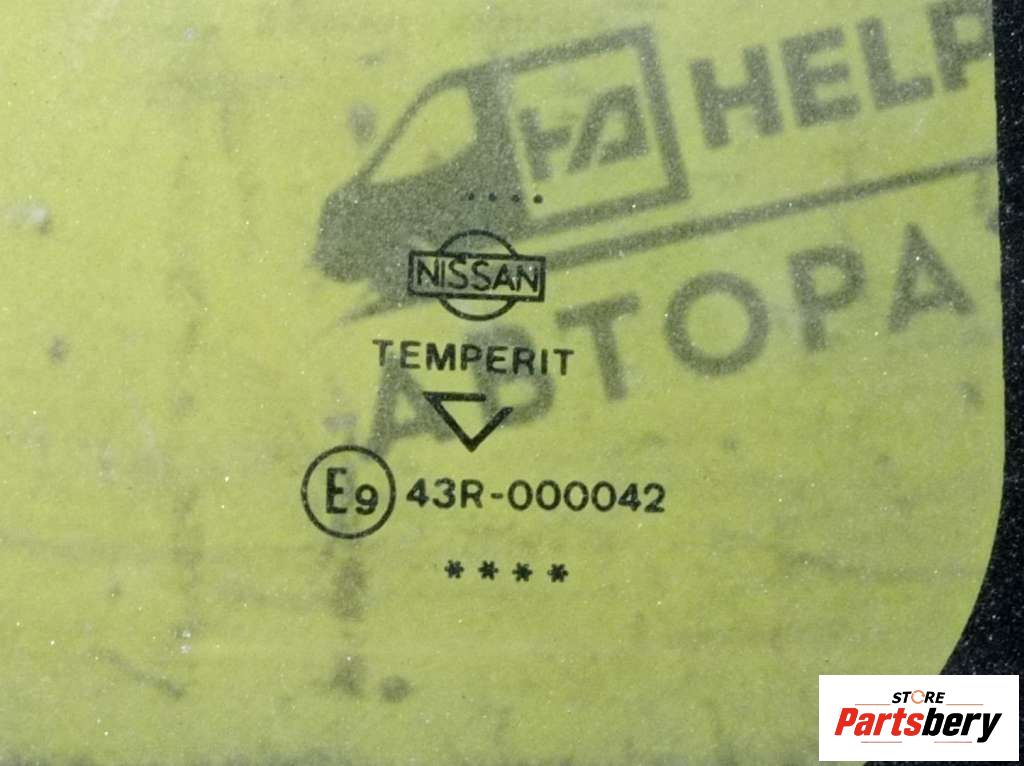 HELP
АВТОРА
NISSAN
TEMPERIT
E9 43R-000042
****
STORE
Partsbery